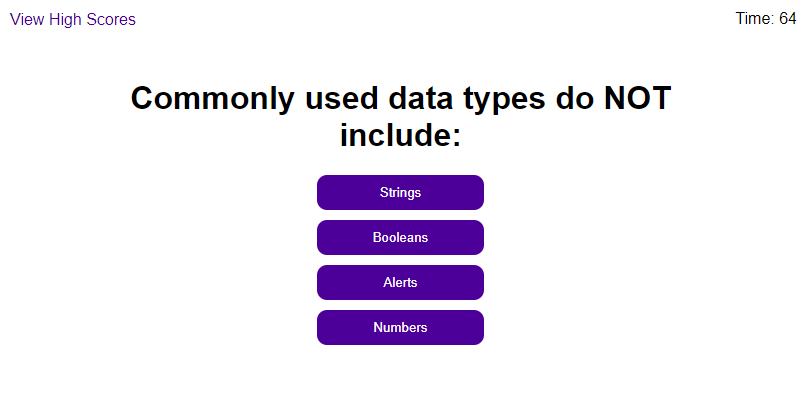 View High Scores
Time: 64
Commonly used data types do NOT
include:
Strings
Booleans
Alerts
Numbers